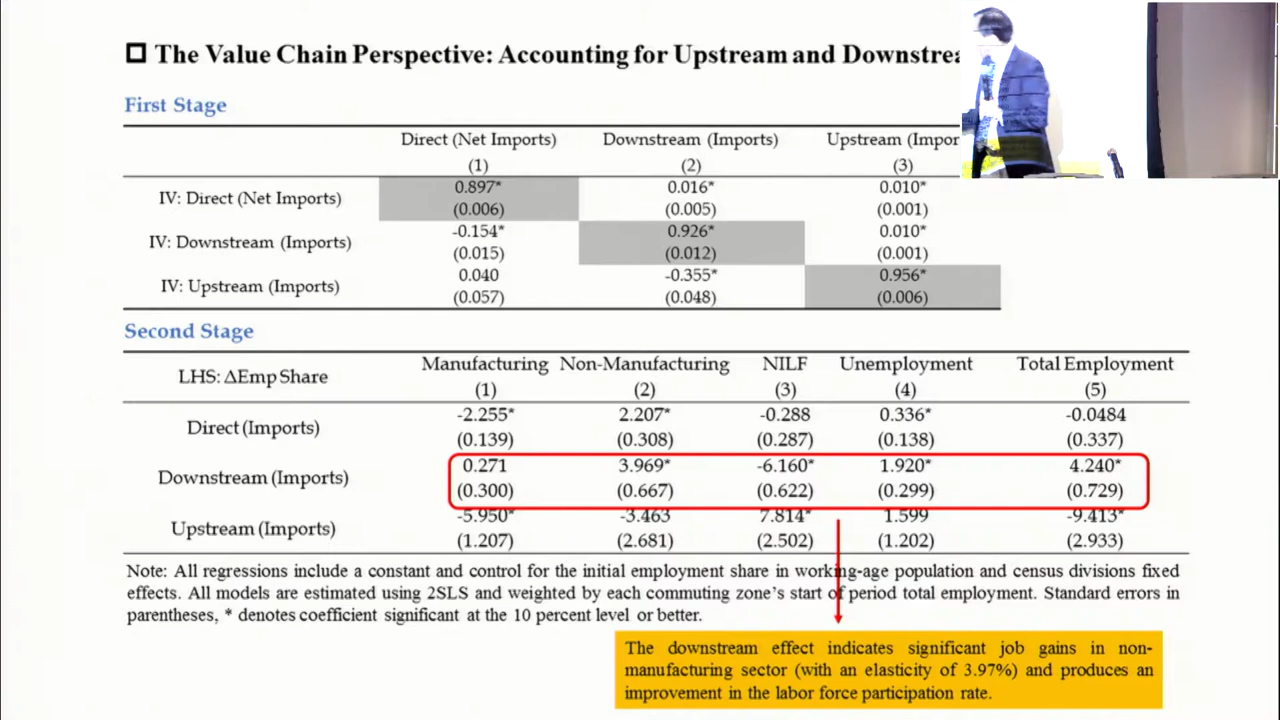 The Value Chain Perspective: Accounting for Upstream and
First Stage
Direct (Net Imports) Downstream (Imports) Upstream
(1) (2) (3)
IV: Direct (Net Imports) 0.897* 0.016* 0.010*
(0.006) (0.005) (0.001)
IV: Downstream (Imports) -0.154* 0.926* 0.010*
(0.015) (0.012) (0.001)
IV: Upstream (Imports) 0.040 -0.355* 0.956*
(0.057) (0.048) (0.006)
Second Stage
LHS: ΔEmp Share Manufacturing Non-Manufacturing NILF Unemployment Total Employment
(1) (2) (3) (4) (5)
Direct (Imports) -2.255* 2.207* -0.288 0.336* -0.0484
(0.139) (0.308) (0.287) (0.138) (0.337)
Downstream (Imports) 0.271 3.969* -6.160* 1.920* 4.240*
(0.300) (0.667) (0.622) (0.299) (0.729)
Upstream (Imports) -5.950* -3.463 7.814* 1.599 -9.413*
(1.207) (2.681) (2.502) (1.202) (2.933)
Note: All regressions include a constant and control for the initial employment share in working-age population and census divisions fixed
effects. All models are estimated using 2SLS and weighted by each commuting zone's start of period total employment. Standard errors in
parentheses, * denotes coefficient significant at the 10 percent level or better.
The downstream effect indicates significant job gains in non-
manufacturing sector (with an elasticity of 3.97%) and produces an
improvement in the labor force participation rate.